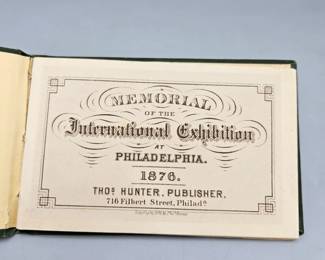 MEMORIAL
OF THE
International Exhibition
AT
PHILADELPHIA.
1876.
THOS. HUNTER, PUBLISHER,
716 Filbert Street, Philada.